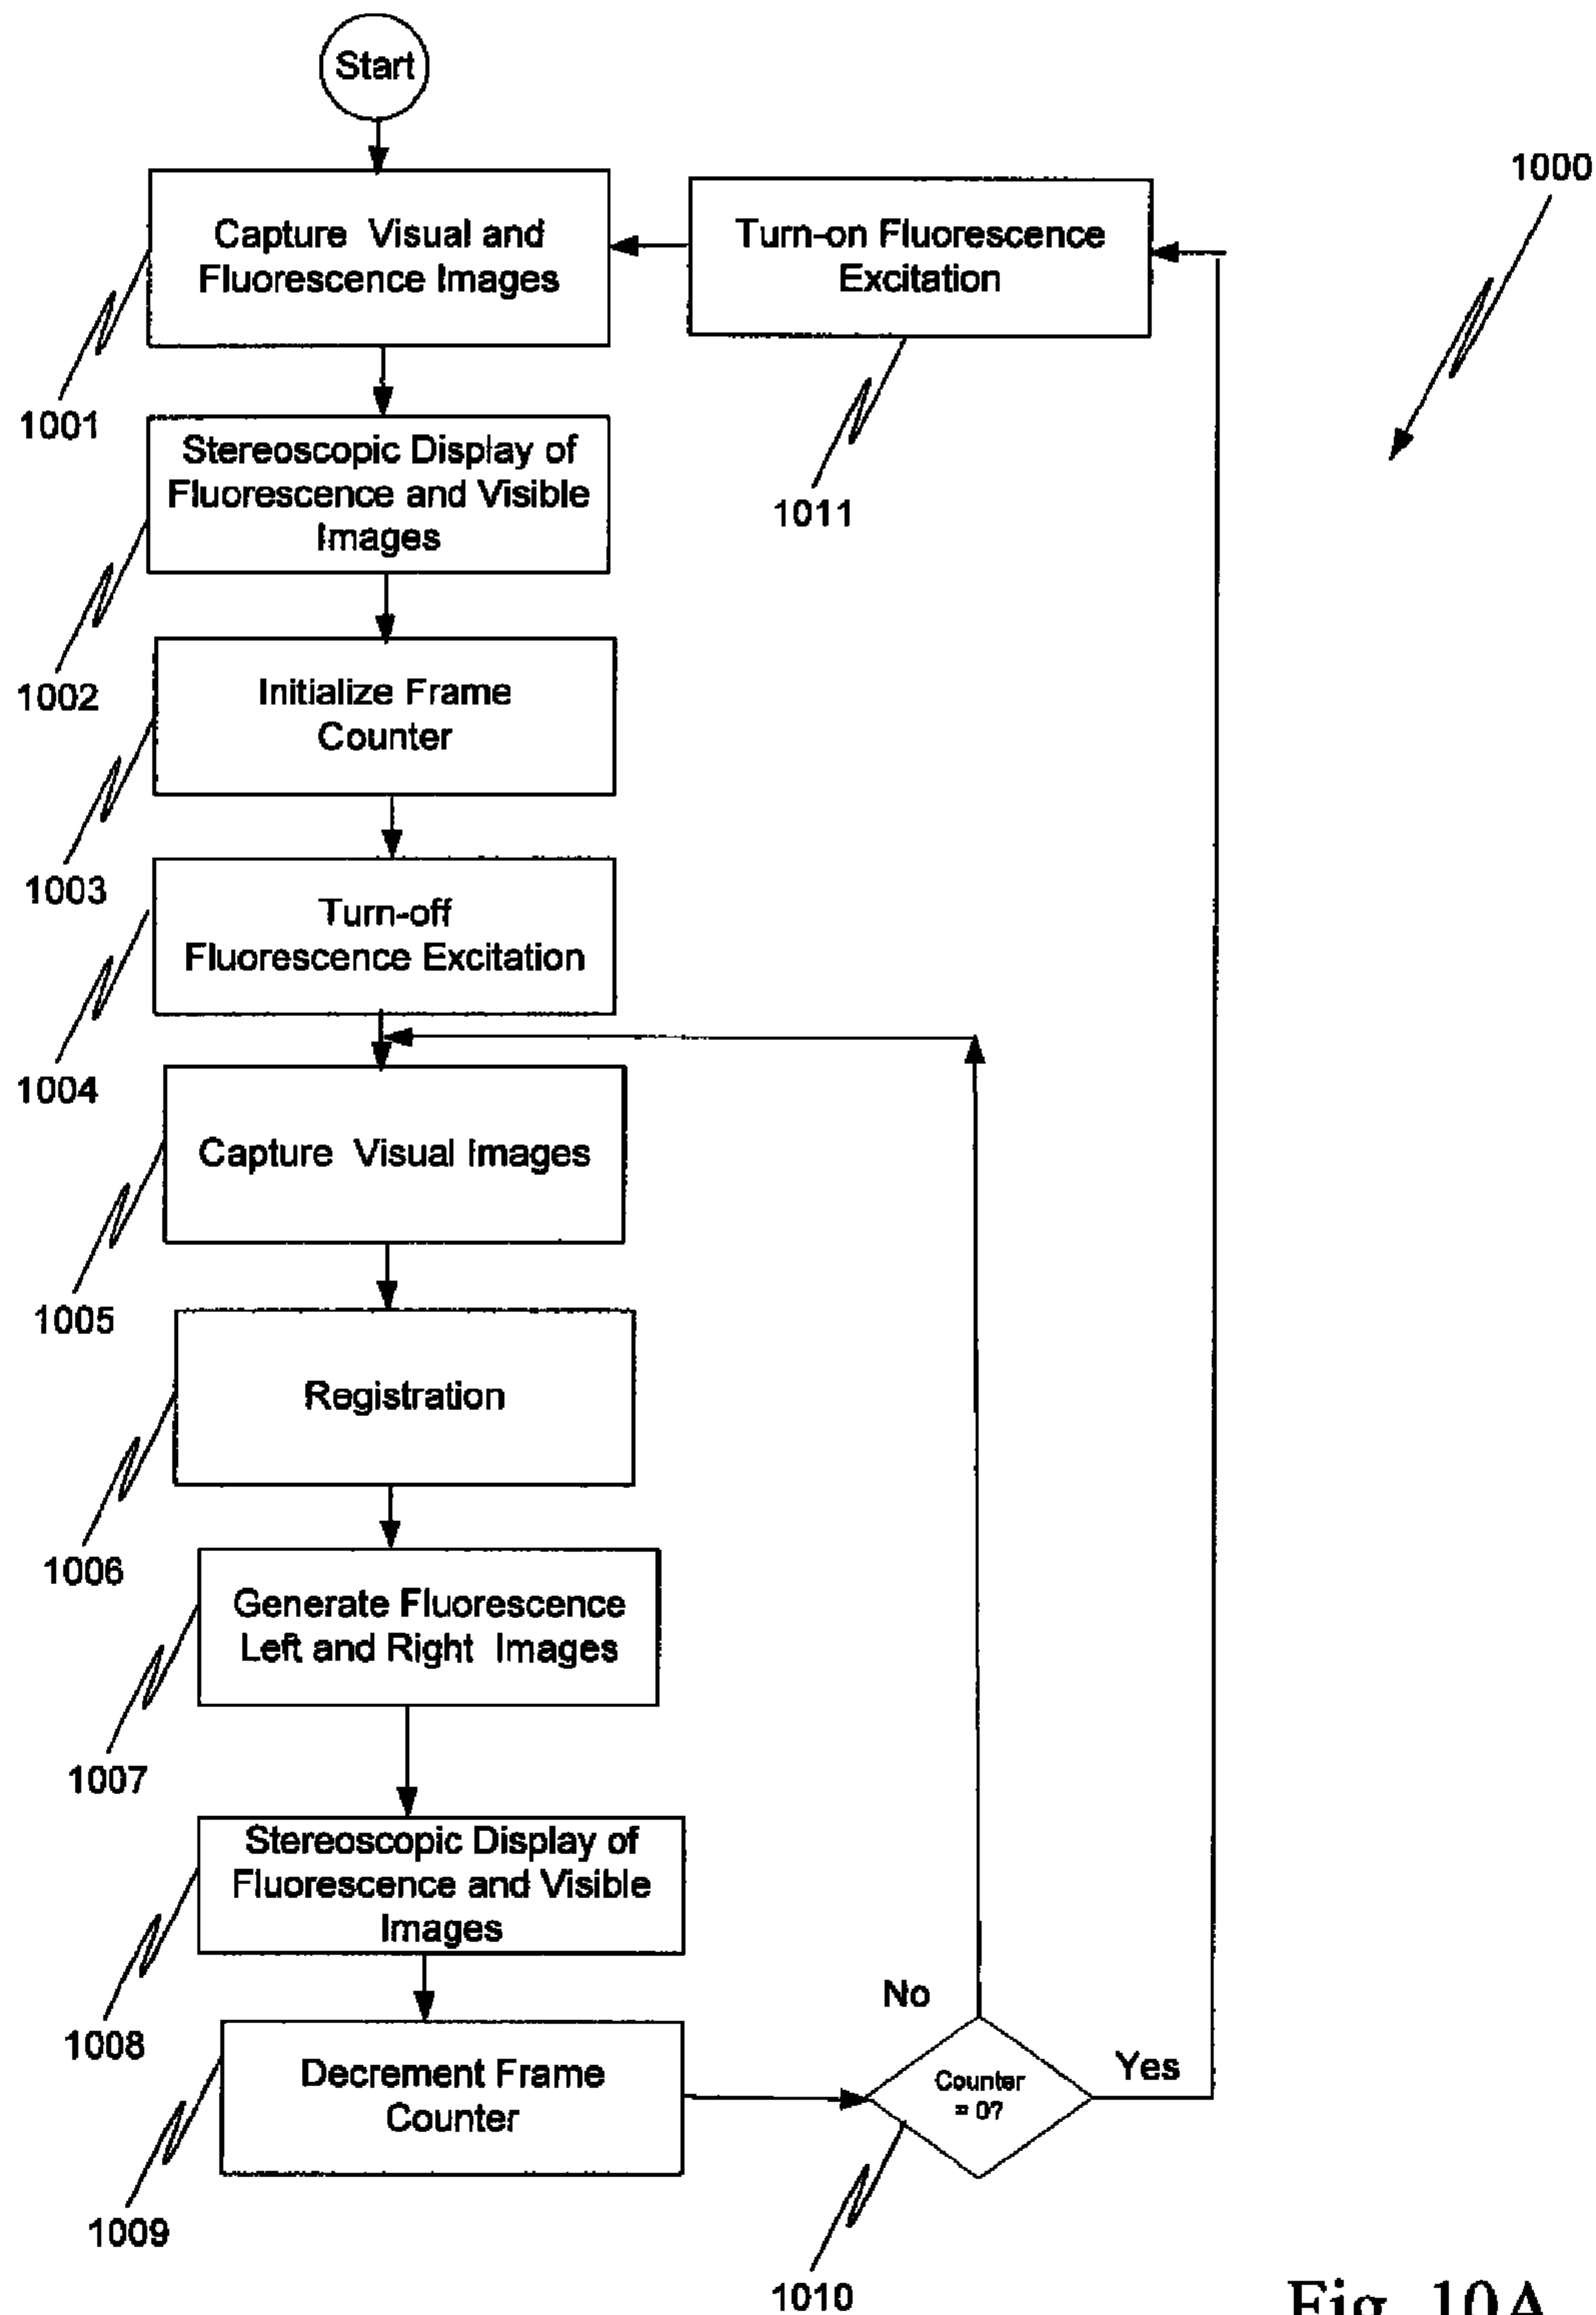 Start
1000
Capture Visual and
Fluorescence Images
Turn-on Fluorescence
Excitation
1001
1011
Stereoscopic Display of
Fluorescence and Visible
Images
1002
Initialize Frame
Counter
1003
Turn-off
Fluorescence Excitation
1004
Capture Visual Images
1005
Registration
1006
Generate Fluorescence
Left and Right Images
1007
Stereoscopic Display of
Fluorescence and Visible
Images
1008
No
Yes
Decrement Frame
Counter
Counter
= 0?
1009
1010
Fig. 10A